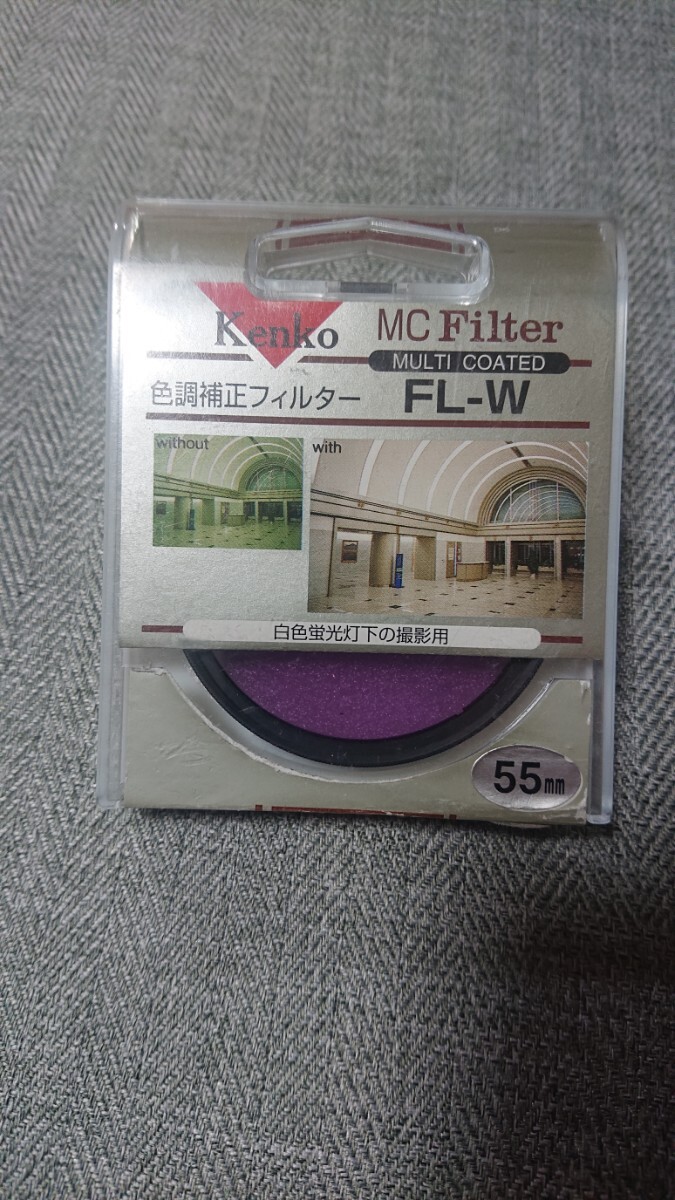 Kenko
MC Filter
MULTI COATED
色調補正フィルター FL-W
without
with
白色蛍光灯下の撮影用
55mm